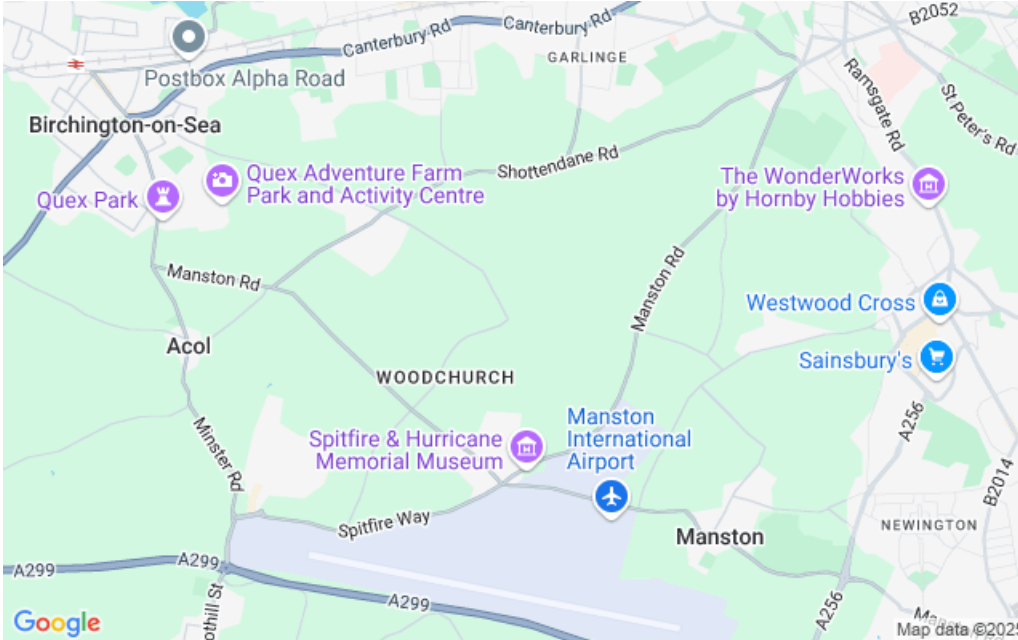 B2052
Canterbury Rd
Canterbury Rd
GARLINGE
Postbox Alpha Road
Ramsgate Rd
St Peter's Rd
Birchington-on-Sea
Shottendane Rd
Quex Adventure Farm
Park and Activity Centre
Quex Park
The WonderWorks
by Hornby Hobbies
Manston Rd
Manston Rd
Westwood Cross
Acol
Sainsbury's
WOODCHURCH
A256
Minster Rd
Spitfire & Hurricane
Memorial Museum
Manston
International
Airport
B2014
Spitfire Way
Manston
NEWINGTON
A299
A299
A299
othill St
A256
Google
Map data ©2025